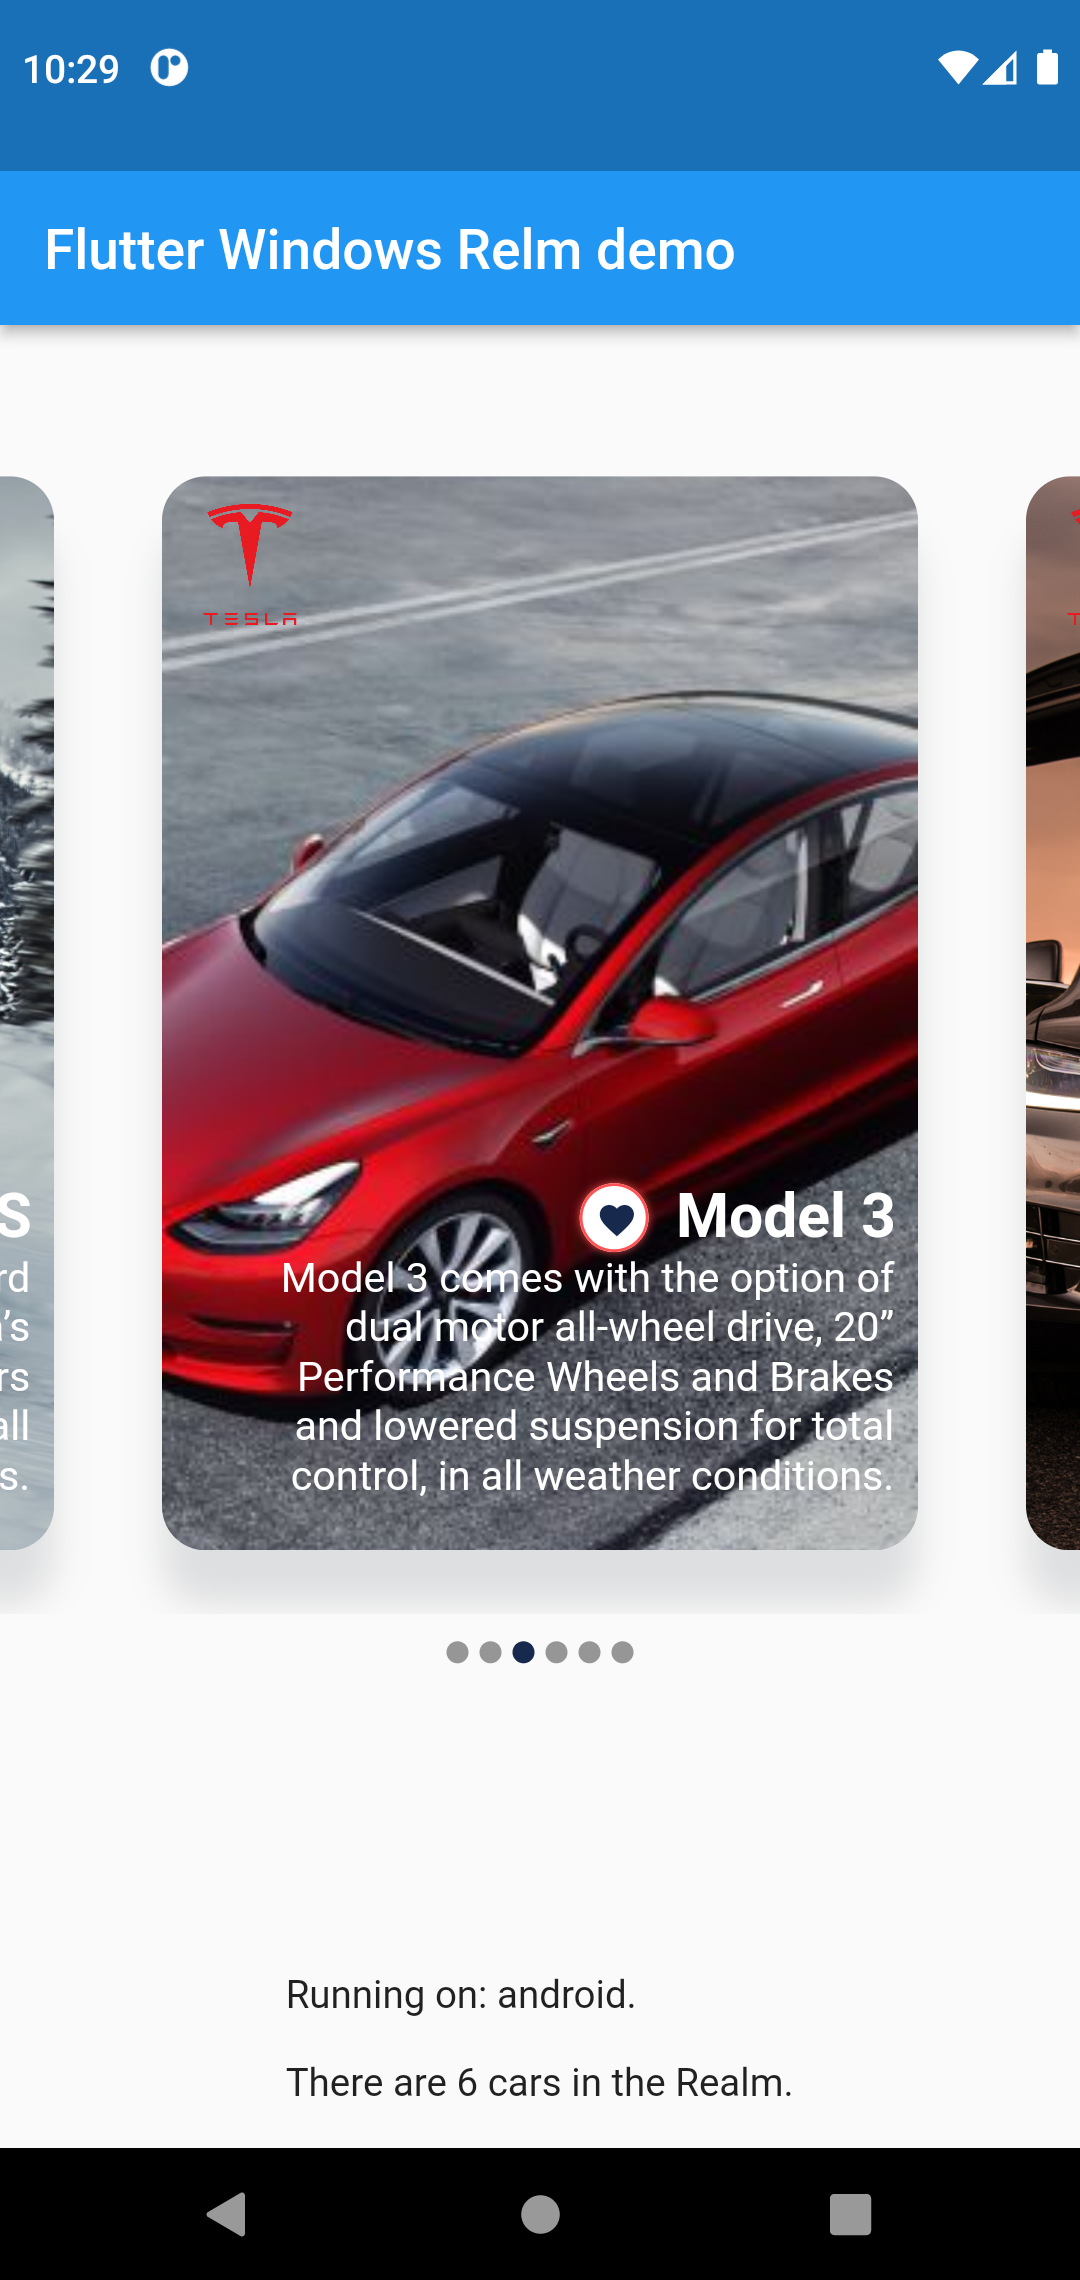 10:29
Flutter Windows Relm demo
TESLA
Model 3
Model 3 comes with the option of
dual motor all-wheel drive, 20”
Performance Wheels and Brakes
and lowered suspension for total
control, in all weather conditions.
S
rd
’s
rs
all
s.
T
Running on: android.
There are 6 cars in the Realm.